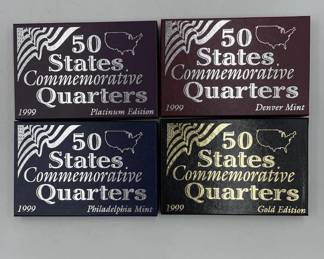 50
States
Commemorative
Quarters
1999 Platinum Edition
50
States
Commemorative
Quarters
1999 Denver Mint
50
States
Commemorative
Quarters
1999 Philadelphia Mint
50
States
Commemorative
Quarters
1999 Gold Edition